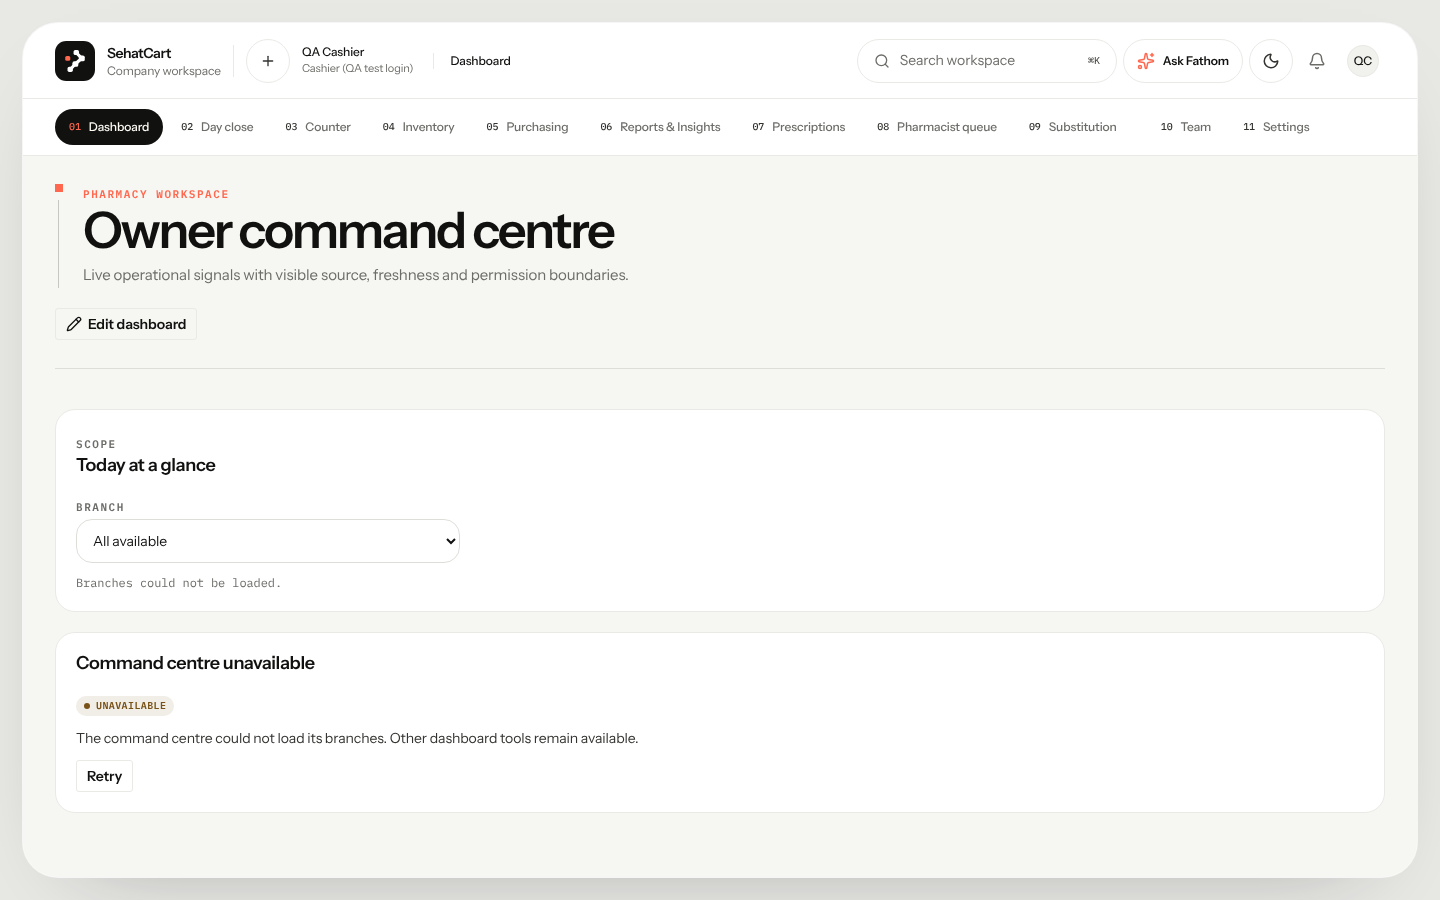 SehatCart
Company workspace
QA Cashier
Cashier (QA test login)
Dashboard
Search workspace
⌘K
Ask Fathom
QC
01 Dashboard
02 Day close
03 Counter
04 Inventory
05 Purchasing
06 Reports & Insights
07 Prescriptions
08 Pharmacist queue
09 Substitution
10 Team
11 Settings
PHARMACY WORKSPACE
Owner command centre
Live operational signals with visible source, freshness and permission boundaries.
Edit dashboard
SCOPE
Today at a glance
BRANCH
All available
Branches could not be loaded.
Command centre unavailable
UNAVAILABLE
The command centre could not load its branches. Other dashboard tools remain available.
Retry